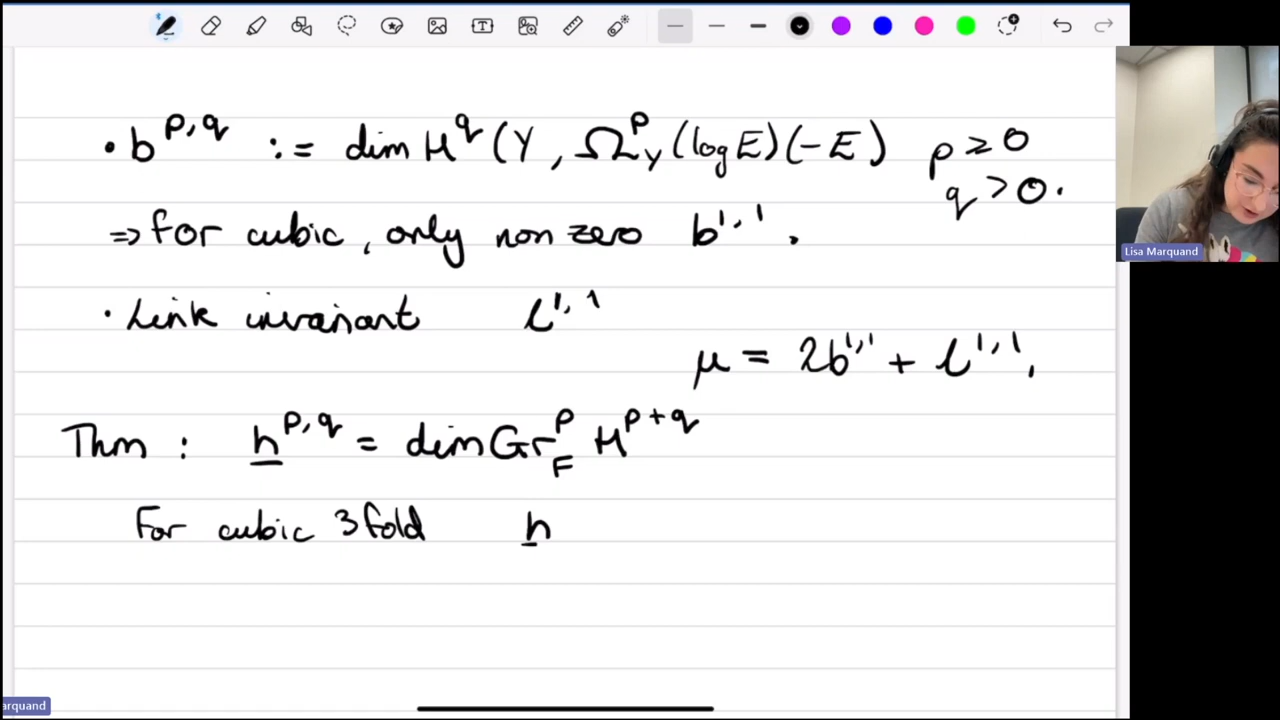 • b^{p,q} := dim H^q (Y, Ω^p_Y (log E)(-E)) p ≥ 0
q > 0.
⇒ For cubic, only non zero b^{1,1}.
• Link invariant l^{1,1}
μ = 2b^{1,1} + l^{1,1}.
Thm : h^{p,q} = dim Gr^p_F H^{p+q}
For cubic 3fold h
Lisa Marquand
arquand